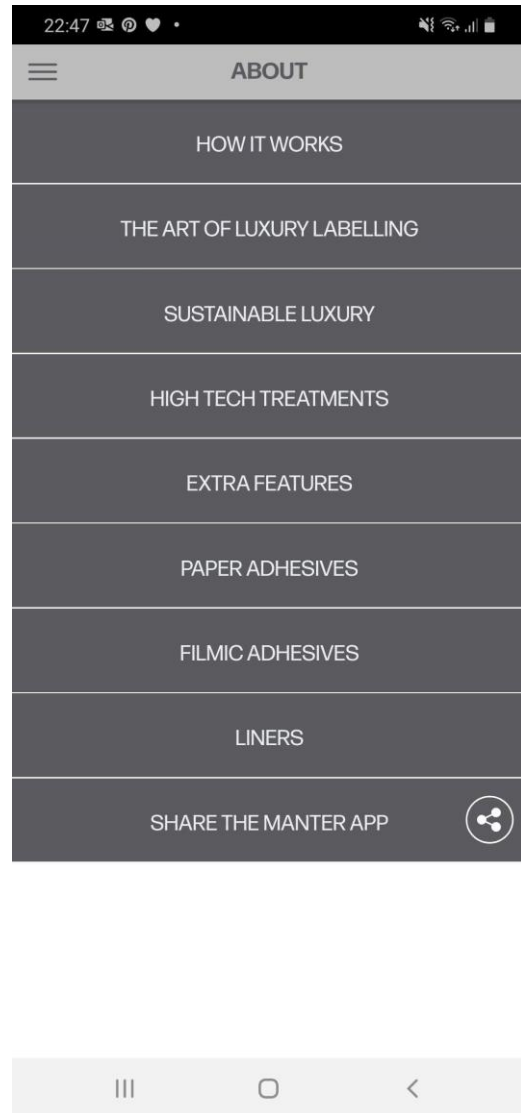 22:47
ABOUT
HOW IT WORKS
THE ART OF LUXURY LABELLING
SUSTAINABLE LUXURY
HIGH TECH TREATMENTS
EXTRA FEATURES
PAPER ADHESIVES
FILMIC ADHESIVES
LINERS
SHARE THE MANTER APP